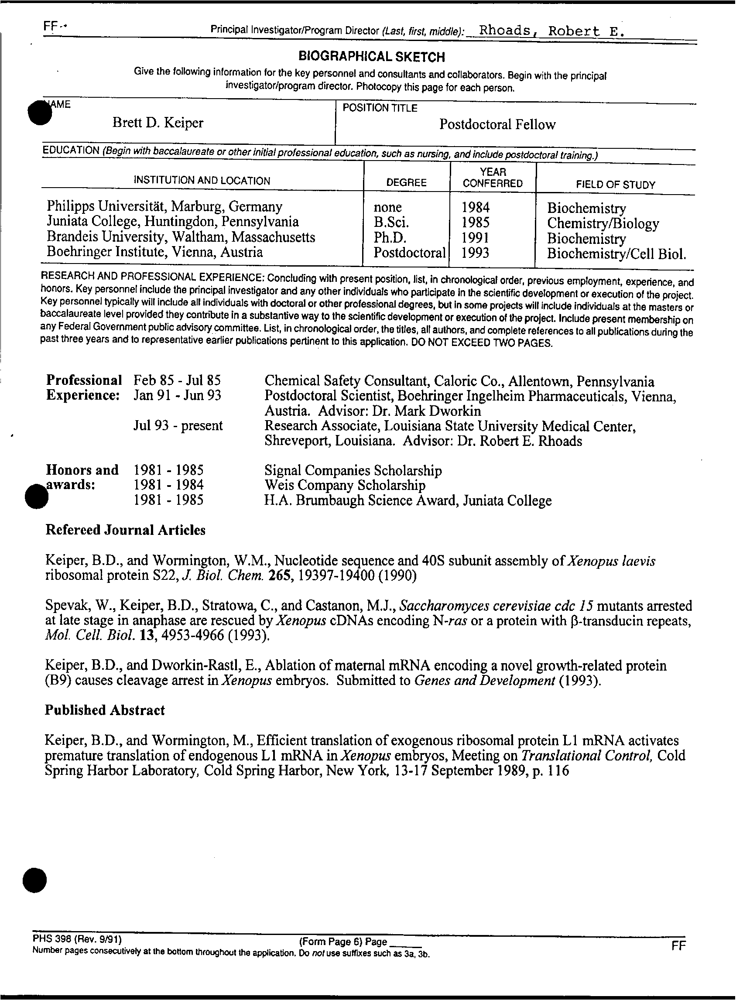 FF
Principal Investigator/Program Director (Last, first, middle): Rhoads, Robert E.
BIOGRAPHICAL SKETCH
Give the following information for the key personnel and consultants and collaborators. Begin with the principal
investigator/program director. Photocopy this page for each person.
NAME
POSITION TITLE
Brett D. Keiper
Postdoctoral Fellow
EDUCATION (Begin with baccalaureate or other initial professional education, such as nursing, and include postdoctoral training.)
INSTITUTION AND LOCATION DEGREE YEAR CONFERRED FIELD OF STUDY
Philipps Universität, Marburg, Germany none 1984 Biochemistry
Juniata College, Huntingdon, Pennsylvania B.Sci. 1985 Chemistry/Biology
Brandeis University, Waltham, Massachusetts Ph.D. 1991 Biochemistry
Boehringer Institute, Vienna, Austria Postdoctoral 1993 Biochemistry/Cell Biol.
RESEARCH AND PROFESSIONAL EXPERIENCE: Concluding with present position, list, in chronological order, previous employment, experience, and
honors. Key personnel include the principal investigator and any other individuals who participate in the scientific development or execution of the project.
Key personnel typically will include all individuals with doctoral or other professional degrees, but in some projects will include individuals at the masters or
baccalaureate level provided they contribute in a substantive way to the scientific development or execution of the project. Include present membership on
any Federal Government public advisory committee. List, in chronological order, the titles, all authors, and complete references to all publications during the
past three years and to representative earlier publications pertinent to this application. DO NOT EXCEED TWO PAGES.
Professional Feb 85 - Jul 85 Chemical Safety Consultant, Caloric Co., Allentown, Pennsylvania
Experience: Jan 91 - Jun 93 Postdoctoral Scientist, Boehringer Ingelheim Pharmaceuticals, Vienna,
Austria. Advisor: Dr. Mark Dworkin
Jul 93 - present Research Associate, Louisiana State University Medical Center,
Shreveport, Louisiana. Advisor: Dr. Robert E. Rhoads
Honors and 1981 - 1985 Signal Companies Scholarship
awards: 1981 - 1984 Weis Company Scholarship
1981 - 1985 H.A. Brumbaugh Science Award, Juniata College
Refereed Journal Articles
Keiper, B.D., and Wormington, W.M., Nucleotide sequence and 40S subunit assembly of Xenopus laevis
ribosomal protein S22, J. Biol. Chem. 265, 19397-19400 (1990)
Spevak, W., Keiper, B.D., Stratowa, C., and Castanon, M.J., Saccharomyces cerevisiae cdc 15 mutants arrested
at late stage in anaphase are rescued by Xenopus cDNAs encoding N-ras or a protein with β-transducin repeats,
Mol. Cell. Biol. 13, 4953-4966 (1993).
Keiper, B.D., and Dworkin-Rastl, E., Ablation of maternal mRNA encoding a novel growth-related protein
(B9) causes cleavage arrest in Xenopus embryos. Submitted to Genes and Development (1993).
Published Abstract
Keiper, B.D., and Wormington, M., Efficient translation of exogenous ribosomal protein L1 mRNA activates
premature translation of endogenous L1 mRNA in Xenopus embryos, Meeting on Translational Control, Cold
Spring Harbor Laboratory, Cold Spring Harbor, New York, 13-17 September 1989, p. 116
PHS 398 (Rev. 9/91) (Form Page 6) Page ____ FF
Number pages consecutively at the bottom throughout the application. Do not use suffixes such as 3a, 3b.